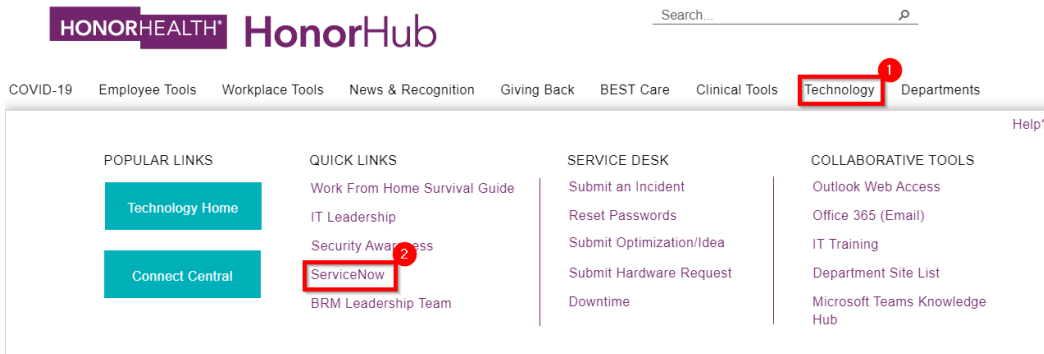 HONORHEALTH® HonorHub
Search...
1
COVID-19 Employee Tools Workplace Tools News & Recognition Giving Back BEST Care Clinical Tools Technology Departments
Help?
POPULAR LINKS
Technology Home
Connect Central
QUICK LINKS
Work From Home Survival Guide
IT Leadership
Security Awareness
2
ServiceNow
BRM Leadership Team
SERVICE DESK
Submit an Incident
Reset Passwords
Submit Optimization/Idea
Submit Hardware Request
Downtime
COLLABORATIVE TOOLS
Outlook Web Access
Office 365 (Email)
IT Training
Department Site List
Microsoft Teams Knowledge
Hub